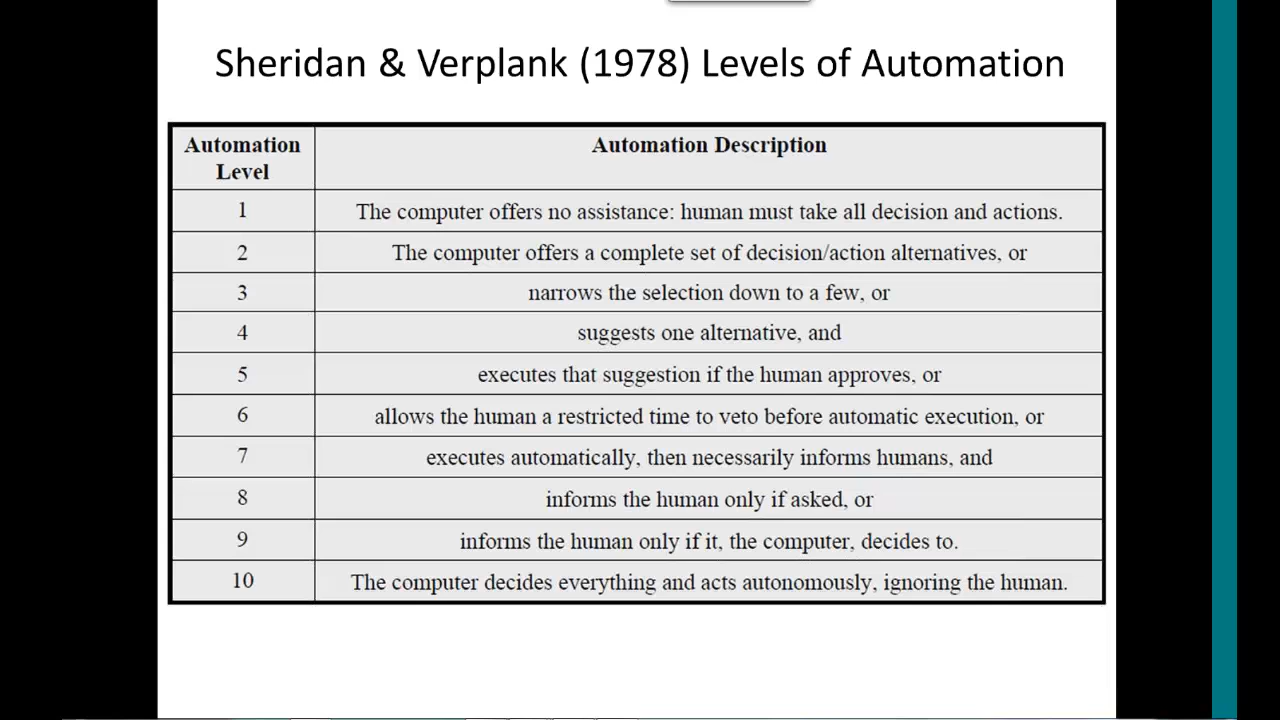 Sheridan & Verplank (1978) Levels of Automation
Automation Level
Automation Description
1 The computer offers no assistance: human must take all decision and actions.
2 The computer offers a complete set of decision/action alternatives, or
3 narrows the selection down to a few, or
4 suggests one alternative, and
5 executes that suggestion if the human approves, or
6 allows the human a restricted time to veto before automatic execution, or
7 executes automatically, then necessarily informs humans, and
8 informs the human only if asked, or
9 informs the human only if it, the computer, decides to.
10 The computer decides everything and acts autonomously, ignoring the human.